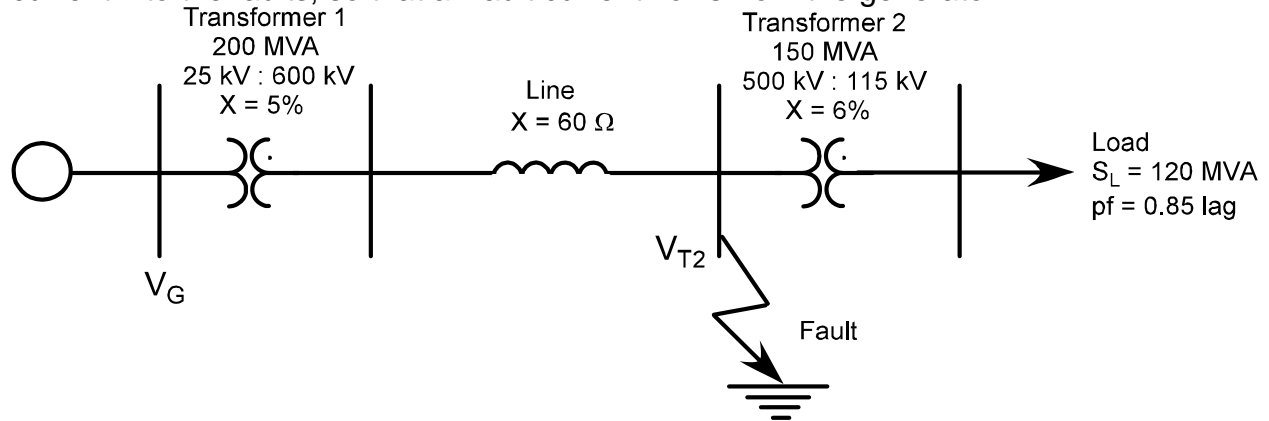 Transformer 1
200 MVA
25 kV : 600 kV
X = 5%
Line
X = 60 Ω
Transformer 2
150 MVA
500 kV : 115 kV
X = 6%
Load
S_L = 120 MVA
pf = 0.85 lag
V_G
V_T2
Fault